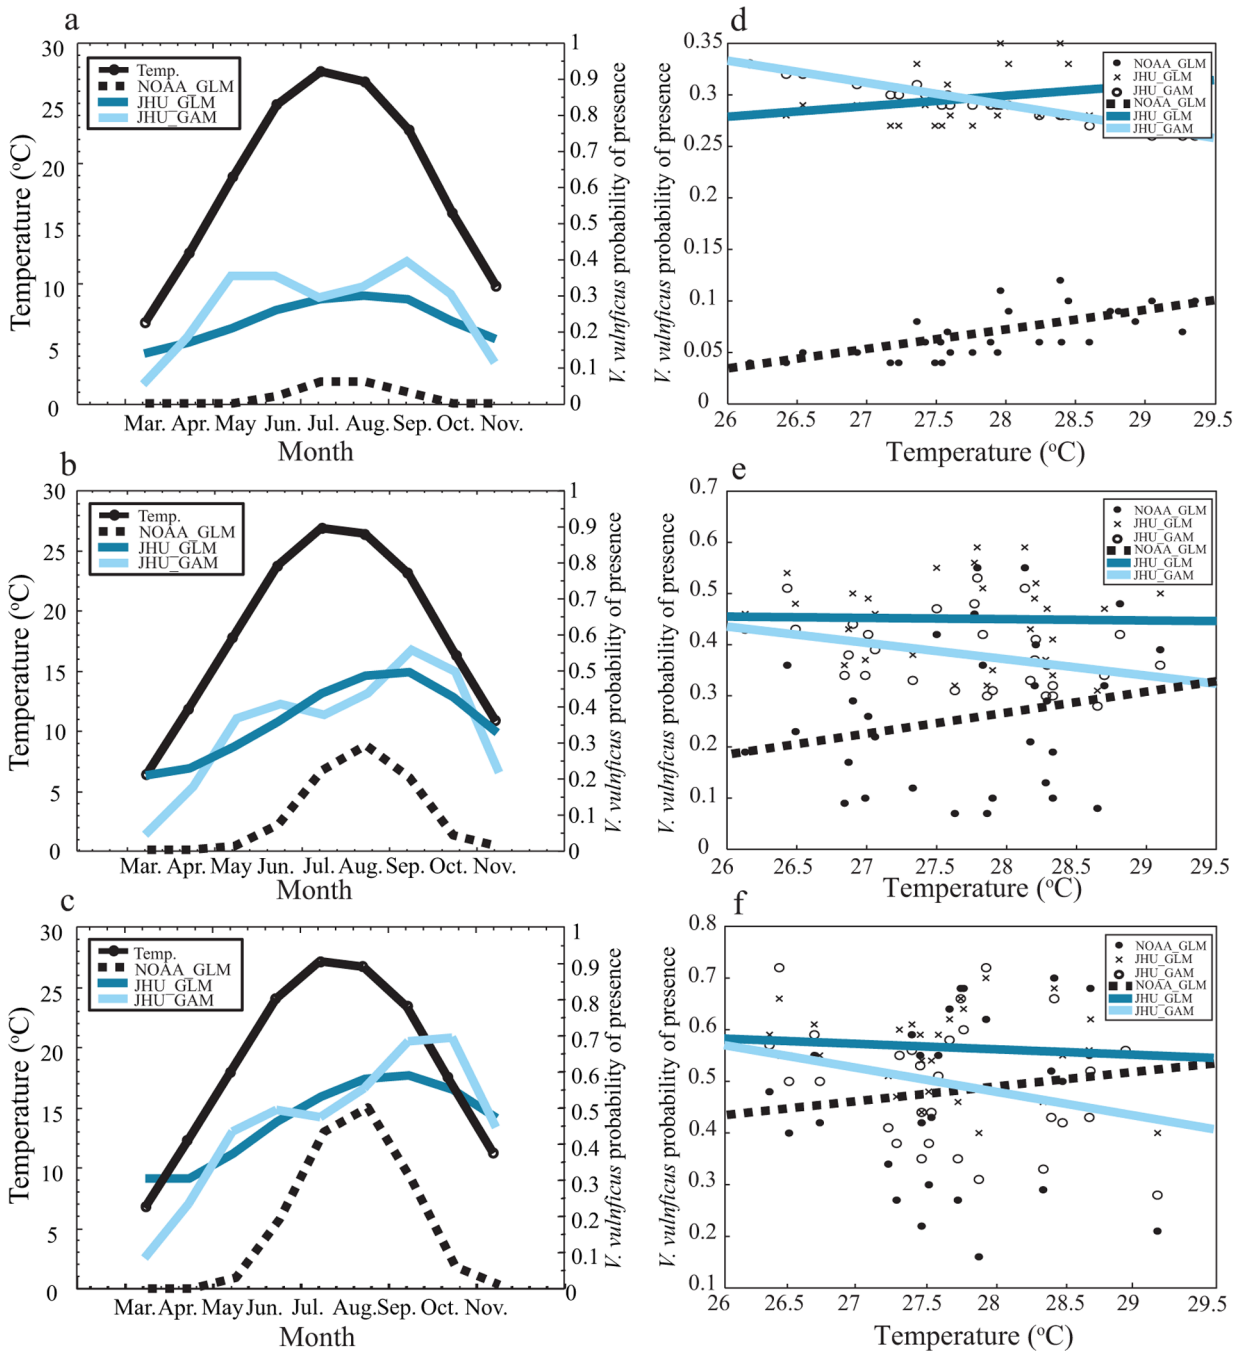 a
30
25
20
15
10
5
0
Temperature (°C)
Temp.
NOAA_GLM
JHU_GLM
JHU_GAM
1
0.9
0.8
0.7
0.6
0.5
0.4
0.3
0.2
0.1
0
V. vulnficus probability of presence
Mar. Apr. May Jun. Jul. Aug. Sep. Oct. Nov.
Month
d
0.35
0.3
0.25
0.2
0.15
0.1
0.05
0
V. vulnficus probability of presence
NOAA_GLM
JHU_GLM
JHU_GAM
NOAA_GLM
JHU_GLM
JHU_GAM
26 26.5 27 27.5 28 28.5 29 29.5
Temperature (°C)
b
30
25
20
15
10
5
0
Temperature (°C)
Temp.
NOAA_GLM
JHU_GLM
JHU_GAM
1
0.9
0.8
0.7
0.6
0.5
0.4
0.3
0.2
0.1
0
V. vulnficus probability of presence
Mar. Apr. May Jun. Jul. Aug. Sep. Oct. Nov.
Month
e
0.7
0.6
0.5
0.4
0.3
0.2
0.1
0
V. vulnficus probability of presence
NOAA_GLM
JHU_GLM
JHU_GAM
NOAA_GLM
JHU_GLM
JHU_GAM
26 26.5 27 27.5 28 28.5 29 29.5
Temperature (°C)
c
30
25
20
15
10
5
0
Temperature (°C)
Temp.
NOAA_GLM
JHU_GLM
JHU_GAM
1
0.9
0.8
0.7
0.6
0.5
0.4
0.3
0.2
0.1
0
V. vulnficus probability of presence
Mar. Apr. May Jun. Jul. Aug. Sep. Oct. Nov.
Month
f
0.8
0.7
0.6
0.5
0.4
0.3
0.2
0.1
V. vulnficus probability of presence
NOAA_GLM
JHU_GLM
JHU_GAM
NOAA_GLM
JHU_GLM
JHU_GAM
26 26.5 27 27.5 28 28.5 29 29.5
Temperature (°C)